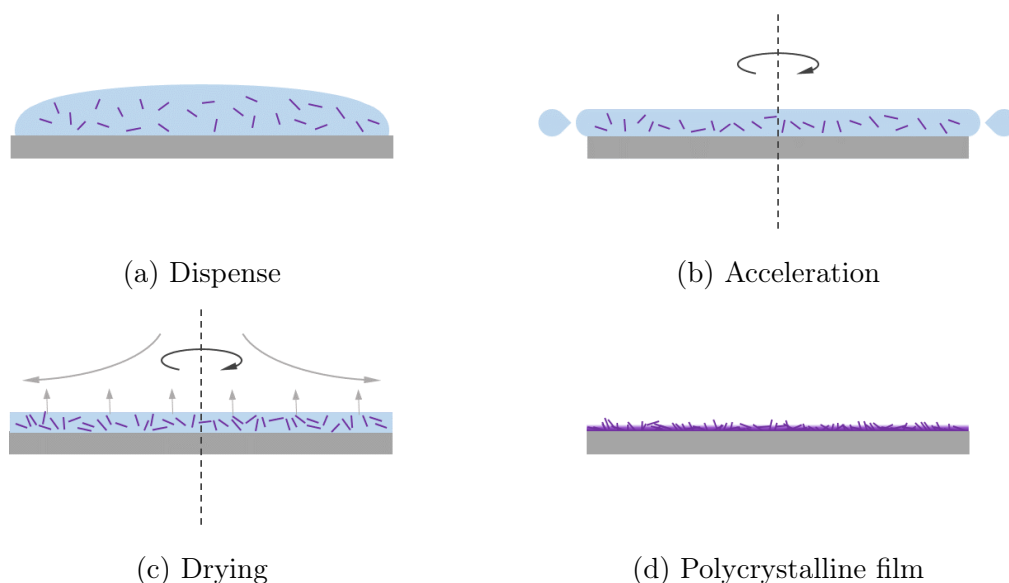 (a) Dispense
(b) Acceleration
(c) Drying
(d) Polycrystalline film